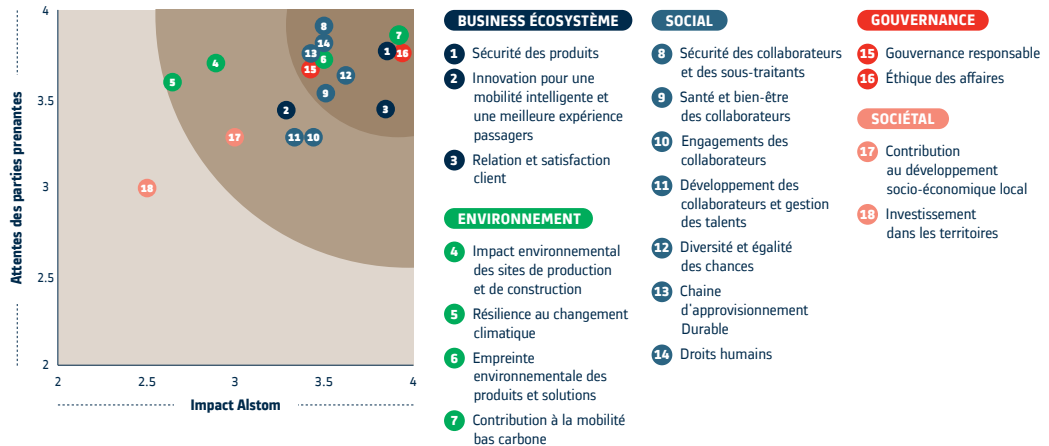 Attentes des parties prenantes
4
3.5
3
2.5
2
2
2.5
3
3.5
4
Impact Alstom
8
14
13
6
15
12
9
7
1
16
4
5
2
3
11
10
17
18
BUSINESS ÉCOSYSTÈME
1 Sécurité des produits
2 Innovation pour une
mobilité intelligente et
une meilleure expérience
passagers
3 Relation et satisfaction
client
ENVIRONNEMENT
4 Impact environnemental
des sites de production
et de construction
5 Résilience au changement
climatique
6 Empreinte
environnementale des
produits et solutions
7 Contribution à la mobilité
bas carbone
SOCIAL
8 Sécurité des collaborateurs
et des sous-traitants
9 Santé et bien-être
des collaborateurs
10 Engagements des
collaborateurs
11 Développement des
collaborateurs et gestion
des talents
12 Diversité et égalité
des chances
13 Chaine
d'approvisionnement
Durable
14 Droits humains
GOUVERNANCE
15 Gouvernance responsable
16 Éthique des affaires
SOCIÉTAL
17 Contribution
au développement
socio-économique local
18 Investissement
dans les territoires